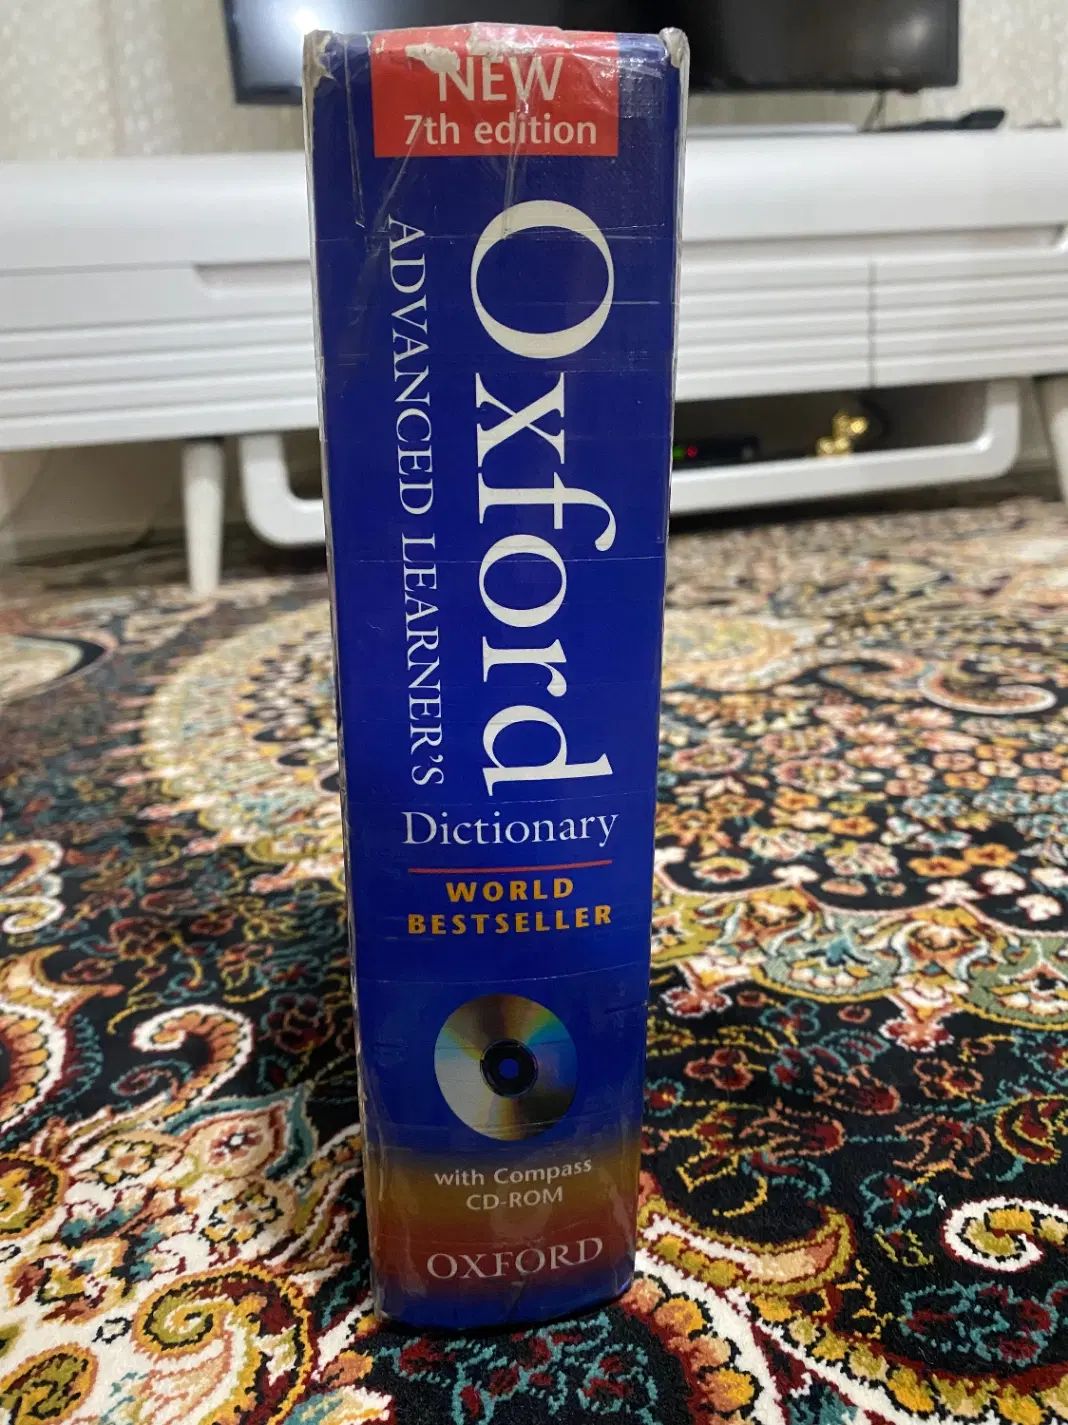 NEW
7th edition
Oxford
ADVANCED LEARNER'S
Dictionary
WORLD
BESTSELLER
with Compass
CD-ROM
OXFORD